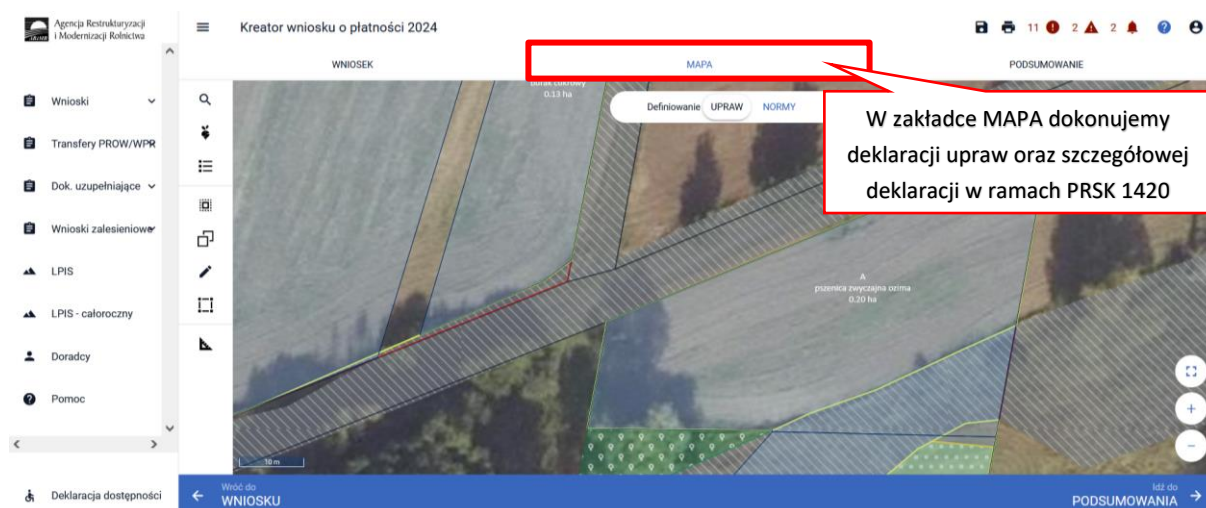 Agencja Restrukturyzacji
i Modernizacji Rolnictwa
Kreator wniosku o płatności 2024
11 2 2
WNIOSEK MAPA PODSUMOWANIE
Wnioski
Transfery PROW/WPR
Dok. uzupełniające
Wnioski zalesieniowe
LPIS
LPIS - całoroczny
Doradcy
Pomoc
Deklaracja dostępności
burak cukrowy
0.13 ha
Definiowanie UPRAW NORMY
W zakładce MAPA dokonujemy
deklaracji upraw oraz szczegółowej
deklaracji w ramach PRSK 1420
A
pszenica zwyczajna ozima
0.20 ha
10 m
Wróć do
WNIOSKU
Idź do
PODSUMOWANIA